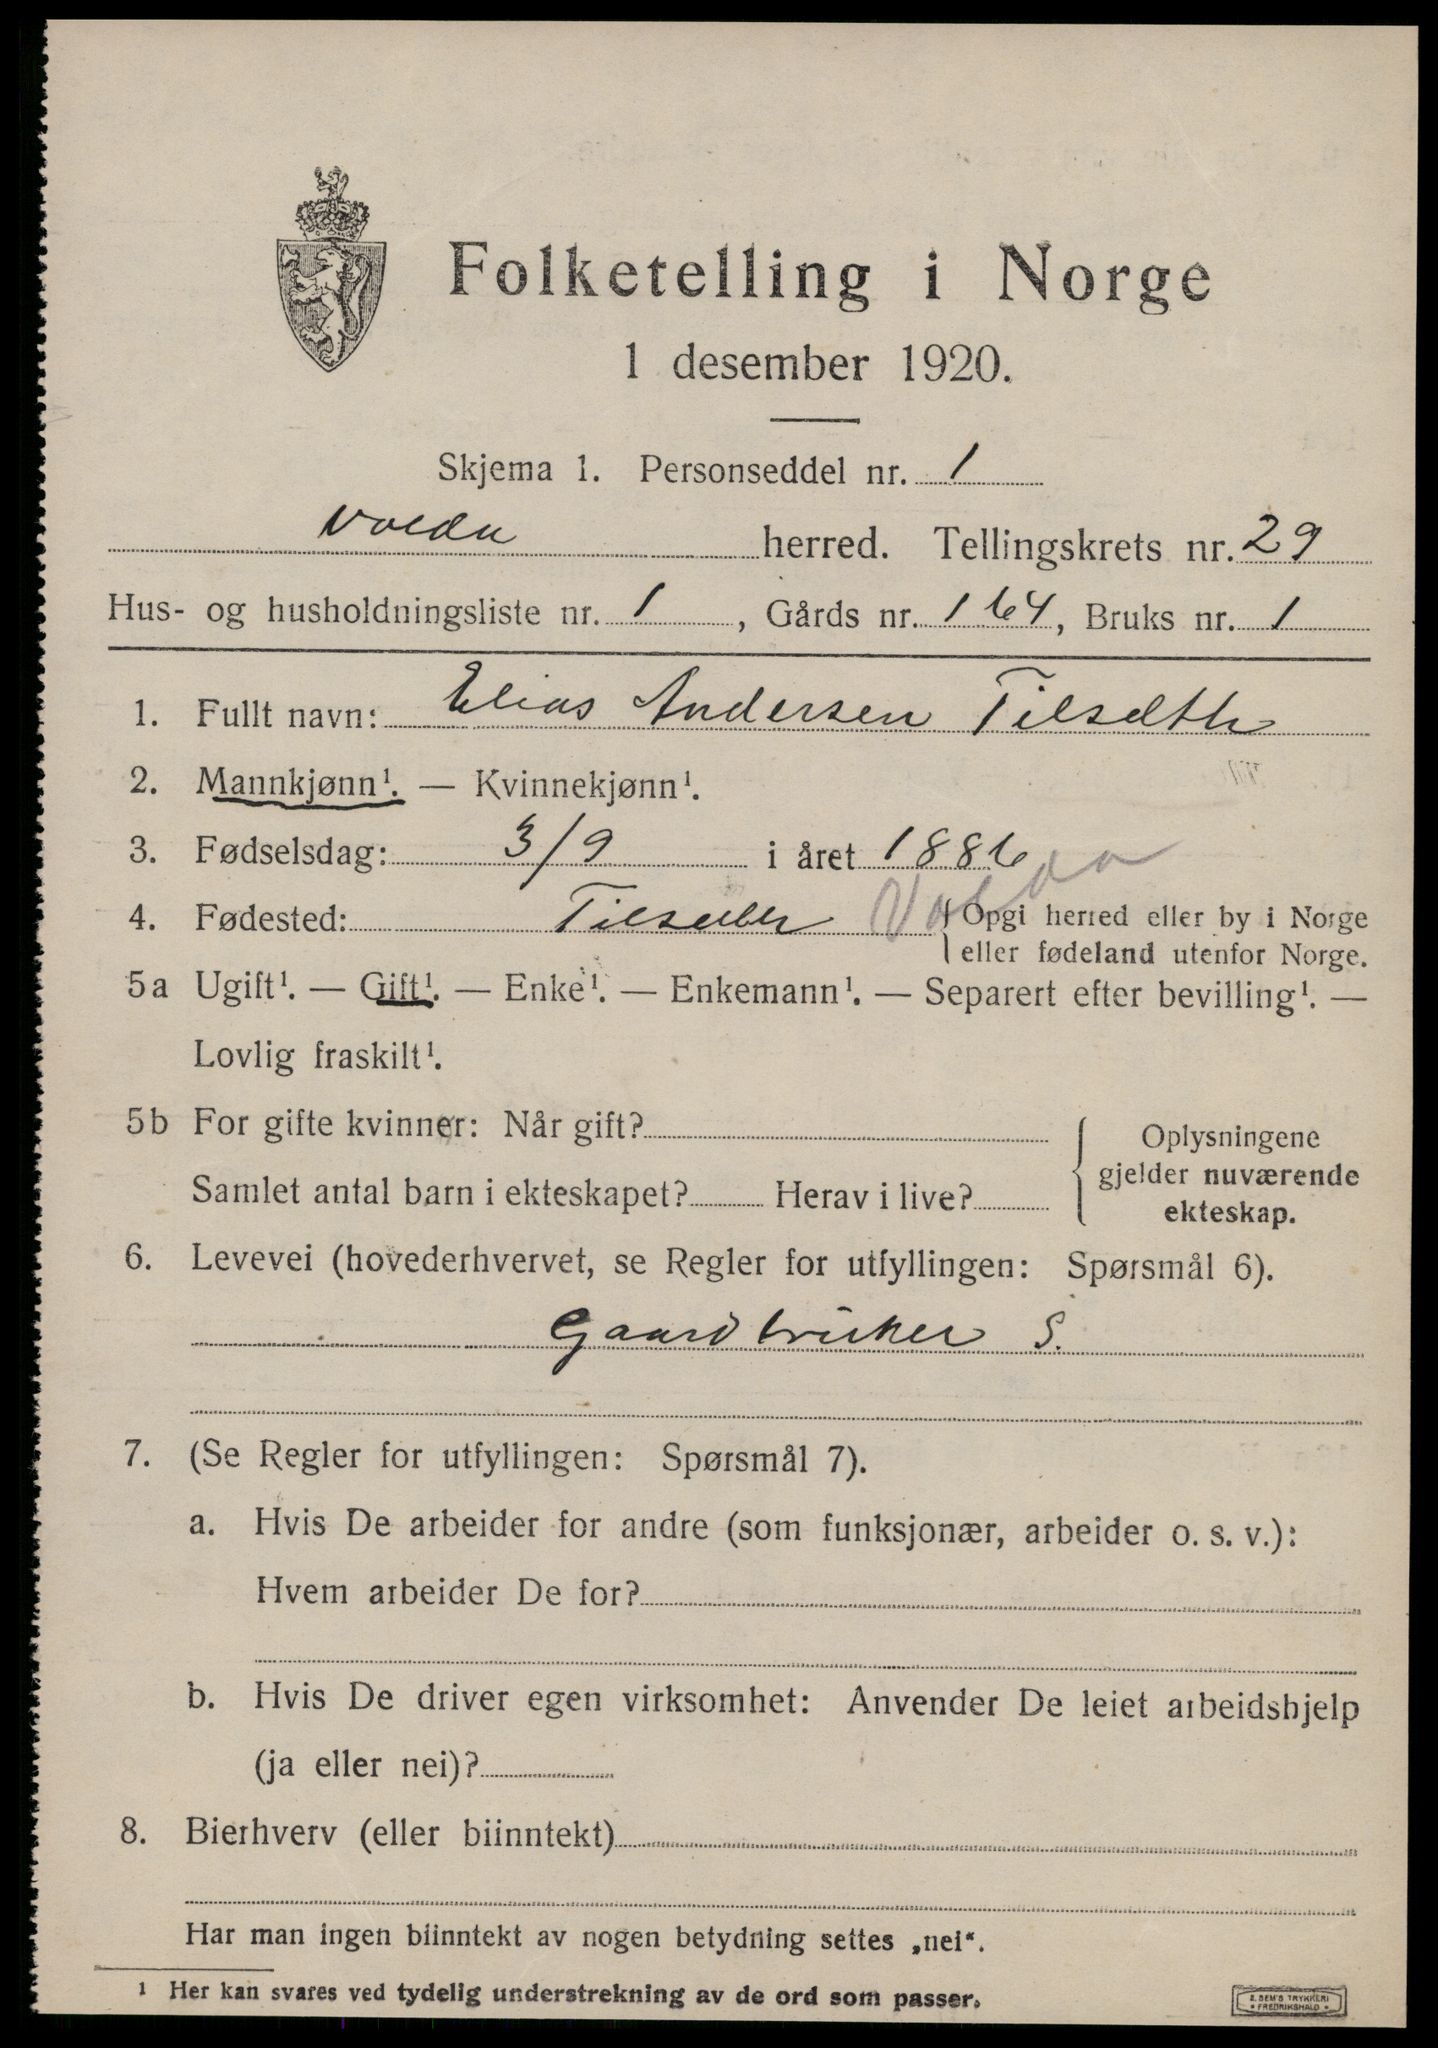 Folketelling i Norge
1 desember 1920.
Skjema 1. Personseddel nr. 1
Volda herred. Tellingskrets nr. 29
Hus- og husholdningsliste nr. 1, Gårds nr. 164, Bruks nr. 1
1. Fullt navn: Elias Andersen Tilseth
2. Mannkjønn¹. — Kvinnekjønn¹.
3. Fødselsdag: 3/9 i året 1886
4. Fødested: Tilseth Volda { Opgi herred eller by i Norge
eller fødeland utenfor Norge.
5a Ugift¹. — Gift¹. — Enke¹. — Enkemann¹. — Separert efter bevilling¹. —
Lovlig fraskilt¹.
5b For gifte kvinner: Når gift?
Samlet antal barn i ekteskapet? Herav i live?
{ Oplysningene
gjelder nuværende
ekteskap.
6. Levevei (hovederhvervet, se Regler for utfyllingen: Spørsmål 6).
Gaardbruker S.
7. (Se Regler for utfyllingen: Spørsmål 7).
a. Hvis De arbeider for andre (som funksjonær, arbeider o. s. v.):
Hvem arbeider De for?
b. Hvis De driver egen virksomhet: Anvender De leiet arbeidshjelp
(ja eller nei)?
8. Bierhverv (eller biinntekt)
Har man ingen biinntekt av nogen betydning settes „nei“.
¹ Her kan svares ved tydelig understrekning av de ord som passer.
E. SEM'S TRYKKERI
• FREDRIKSHALD •